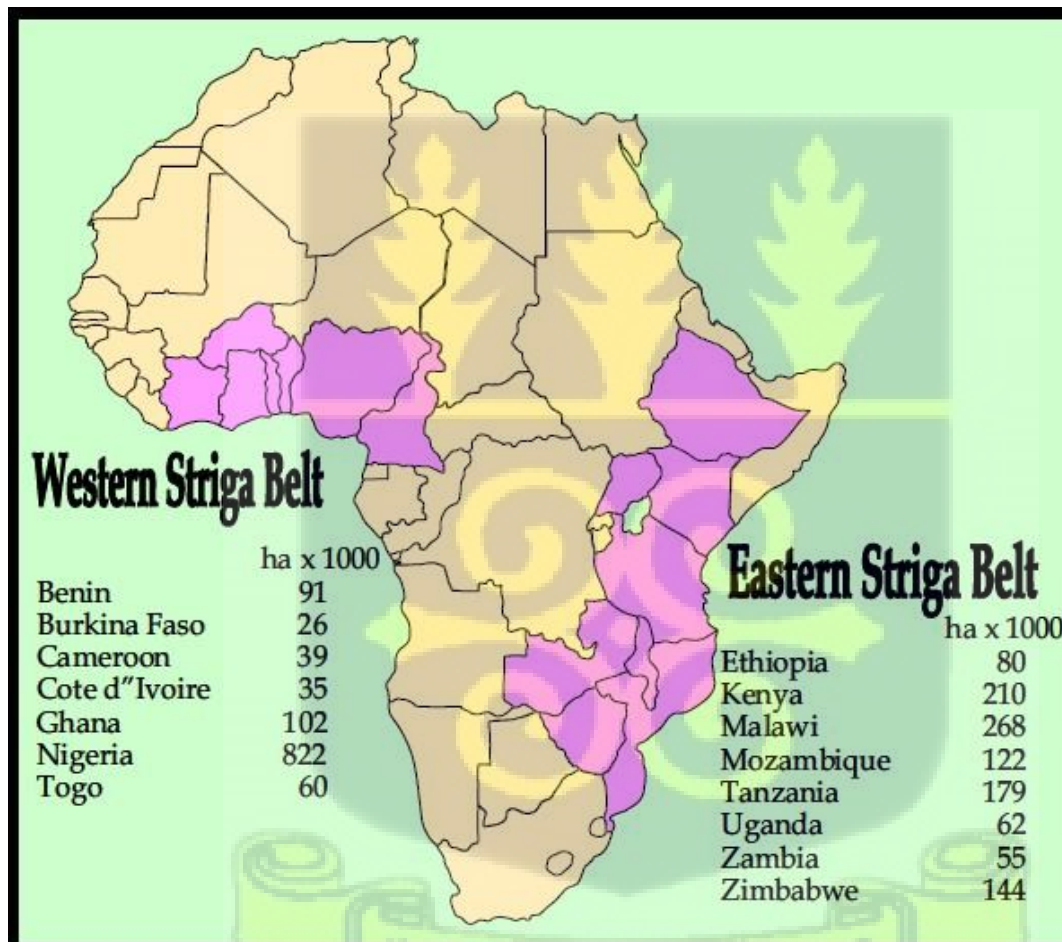 Western Striga Belt
ha x 1000
Benin 91
Burkina Faso 26
Cameroon 39
Cote d"Ivoire 35
Ghana 102
Nigeria 822
Togo 60
Eastern Striga Belt
ha x 1000
Ethiopia 80
Kenya 210
Malawi 268
Mozambique 122
Tanzania 179
Uganda 62
Zambia 55
Zimbabwe 144